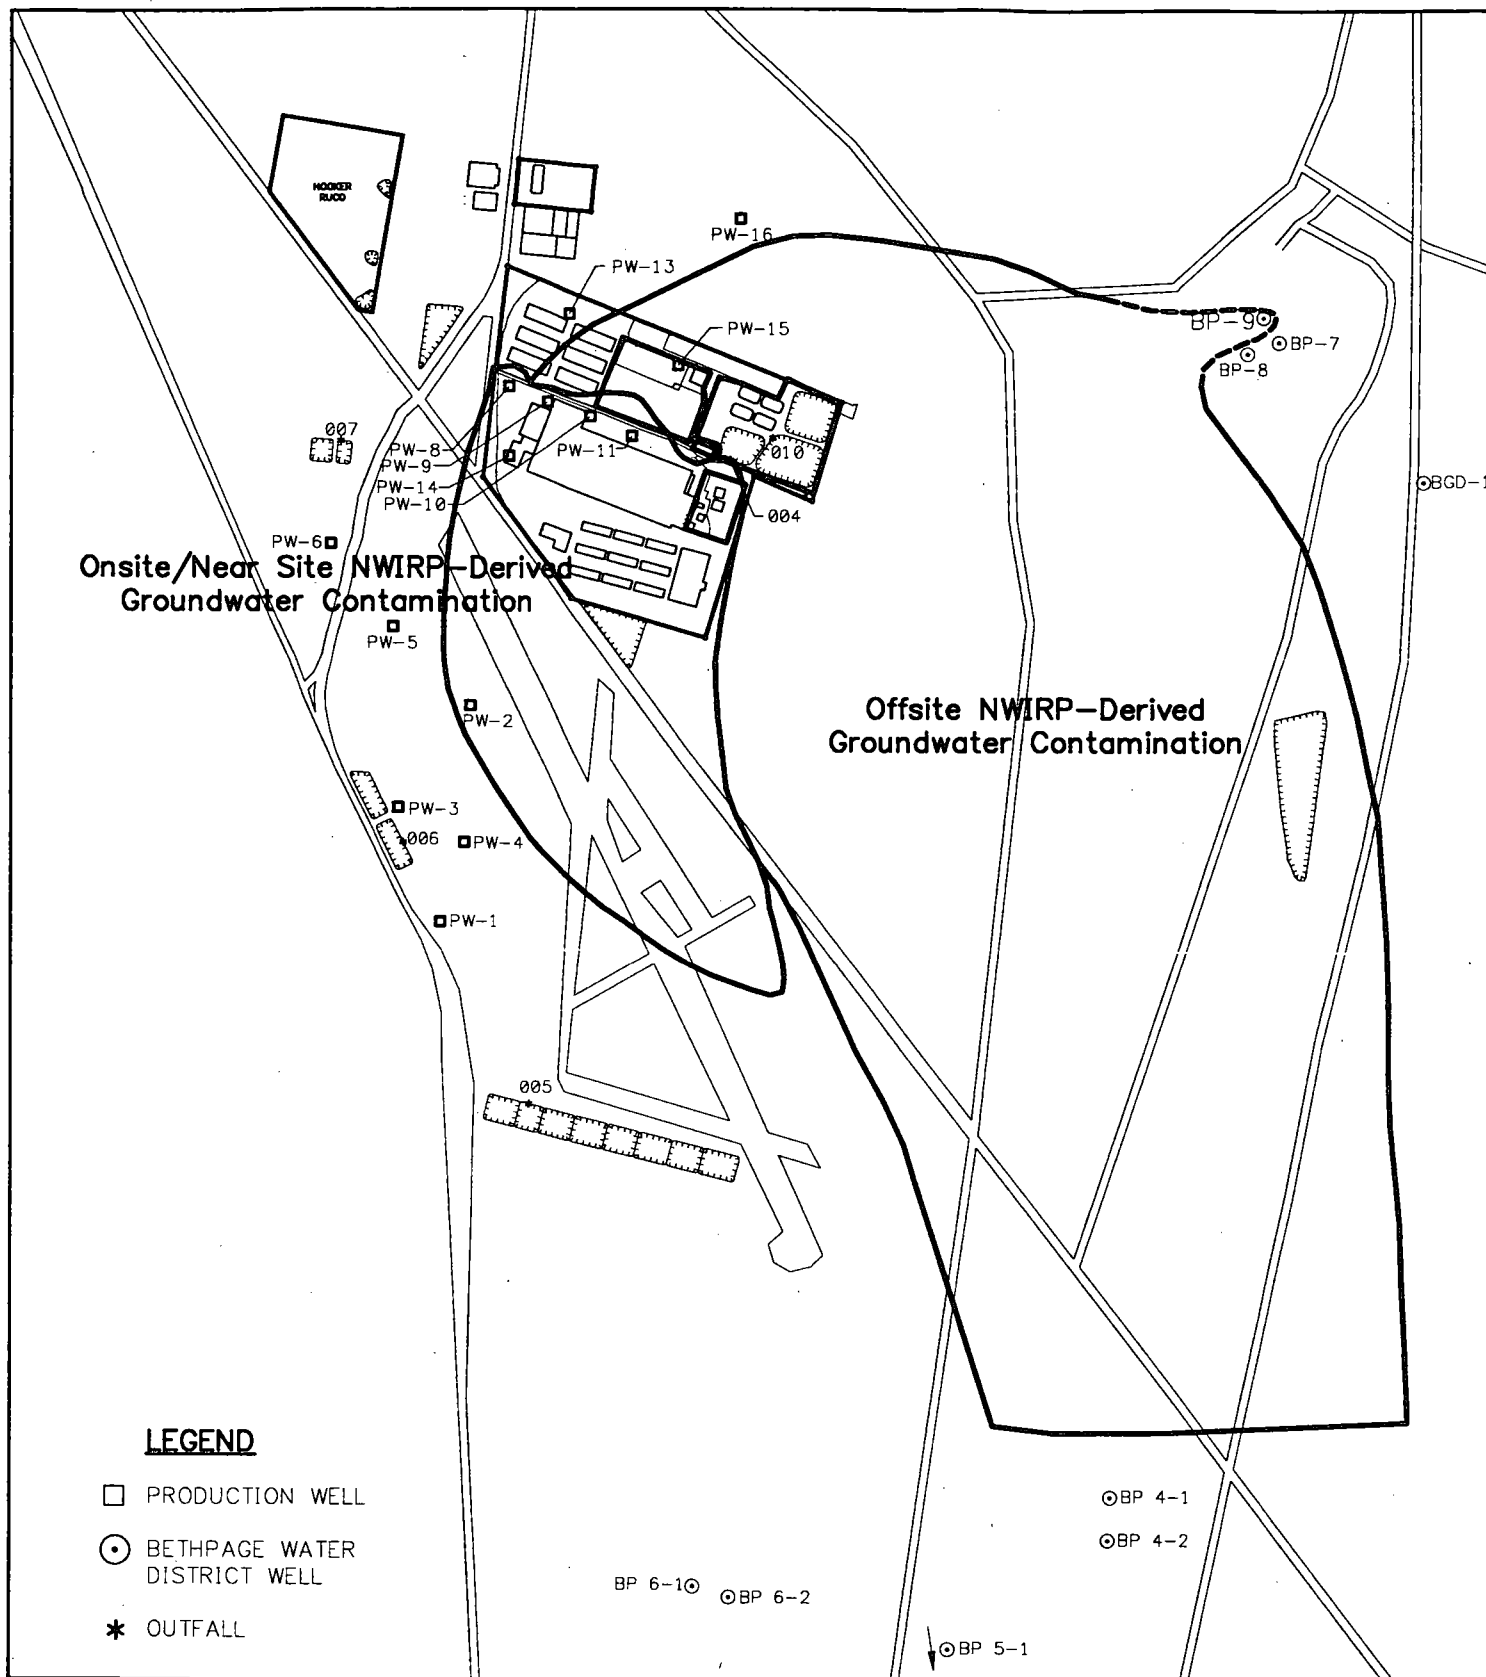 HOOKER
RUCO
PW-16
PW-13
PW-15
BP-9
BP-7
BP-8
007
PW-8
PW-9
PW-11
010
PW-14
PW-10
BGD-1
004
PW-6
Onsite/Near Site NWIRP-Derived
Groundwater Contamination
PW-5
PW-2
Offsite NWIRP-Derived
Groundwater Contamination
PW-3
006
PW-4
PW-1
005
LEGEND
PRODUCTION WELL
BETHPAGE WATER
DISTRICT WELL
OUTFALL
BP 4-1
BP 4-2
BP 6-1
BP 6-2
BP 5-1